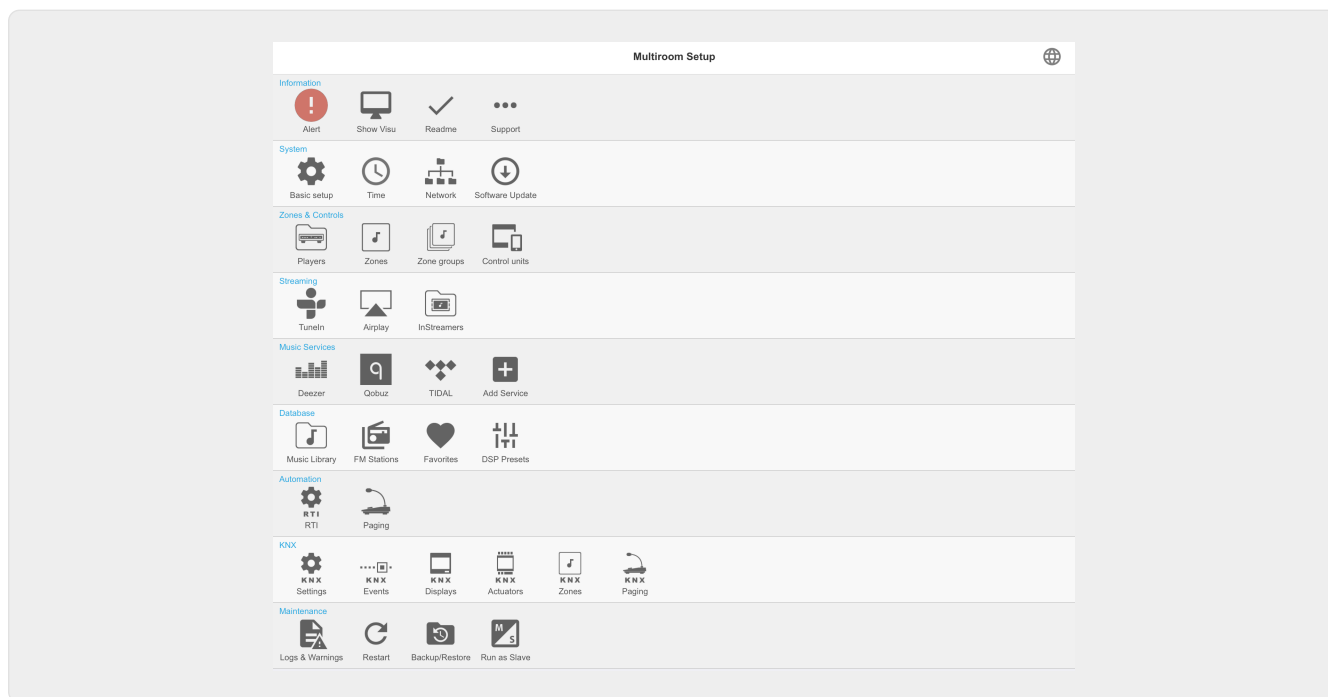 Multiroom Setup
Information
Alert Show Visu Readme Support
System
Basic setup Time Network Software Update
Zones & Controls
Players Zones Zone groups Control units
Streaming
TuneIn Airplay InStreamers
Music Services
q
Deezer Qobuz TIDAL Add Service
Database
Music Library FM Stations Favorites DSP Presets
Automation
RTI
RTI Paging
KNX
KNX KNX KNX KNX KNX KNX
Settings Events Displays Actuators Zones Paging
Maintenance
M S
Logs & Warnings Restart Backup/Restore Run as Slave